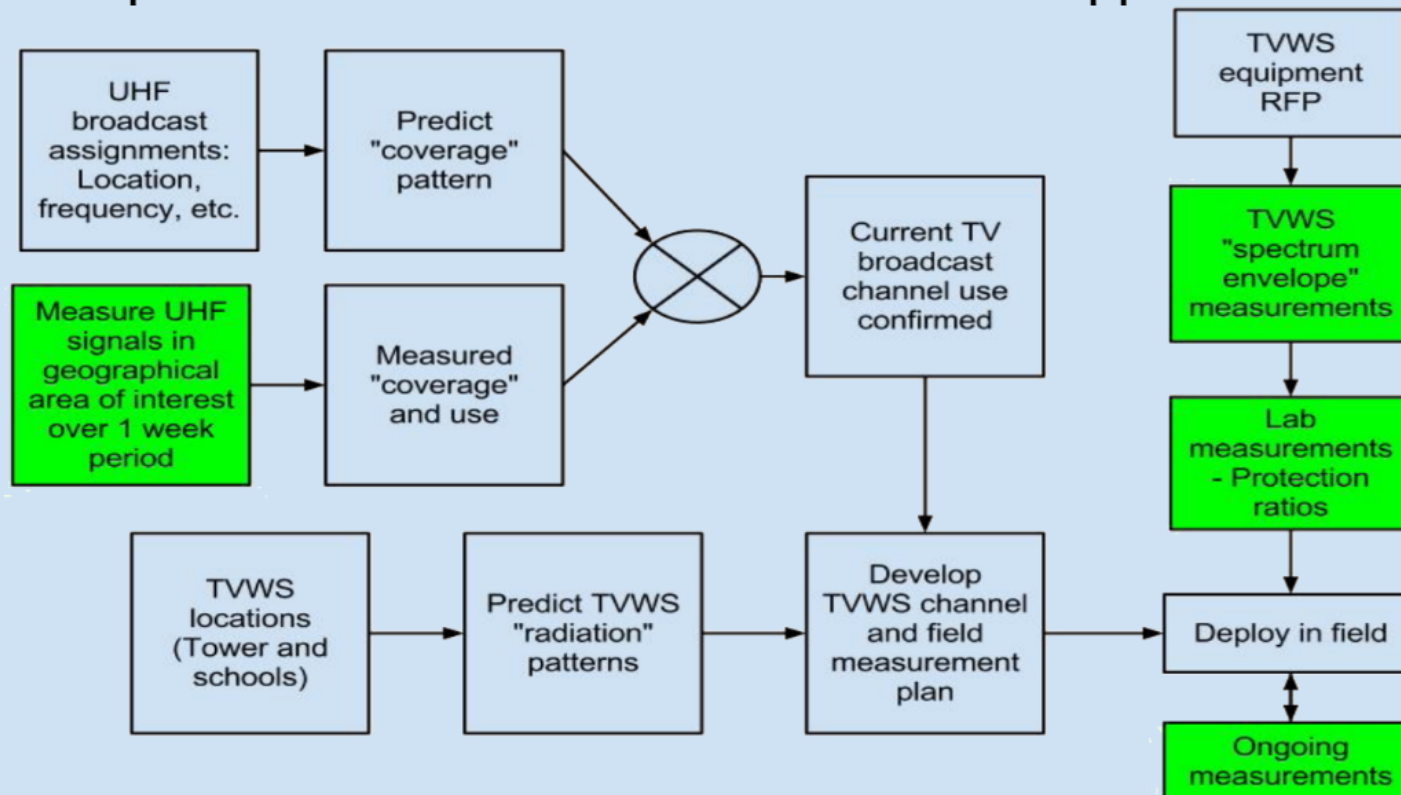 UHF
broadcast
assignments:
Location,
frequency, etc.
Predict
"coverage"
pattern
Measure UHF
signals in
geographical
area of interest
over 1 week
period
Measured
"coverage"
and use
Current TV
broadcast
channel use
confirmed
TVWS
locations
(Tower and
schools)
Predict TVWS
"radiation"
patterns
Develop
TVWS channel
and field
measurement
plan
TVWS
equipment
RFP
TVWS
"spectrum
envelope"
measurements
Lab
measurements
- Protection
ratios
Deploy in field
Ongoing
measurements